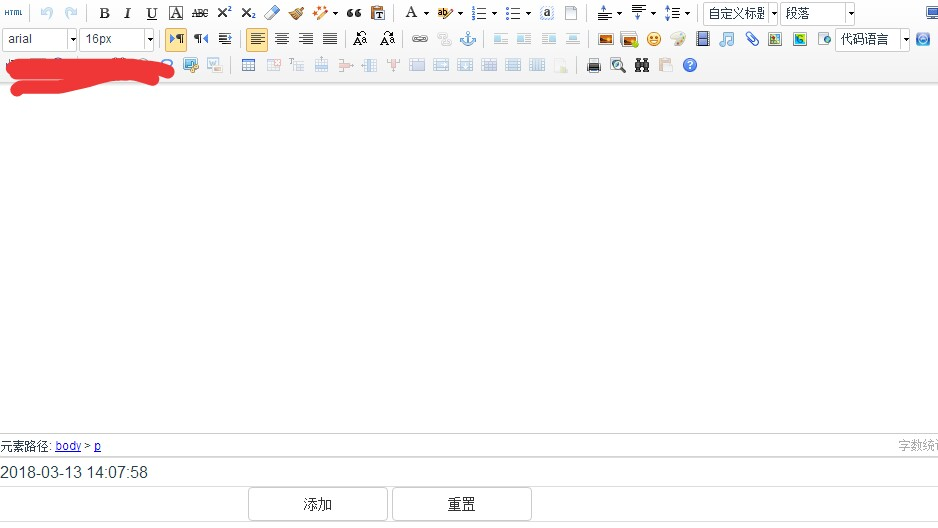 HTML B I U A ABC X² X₂ A ab a 自定义标题 段落
arial 16px 代码语言
元素路径: body > p 字数统
2018-03-13 14:07:58
添加 重置